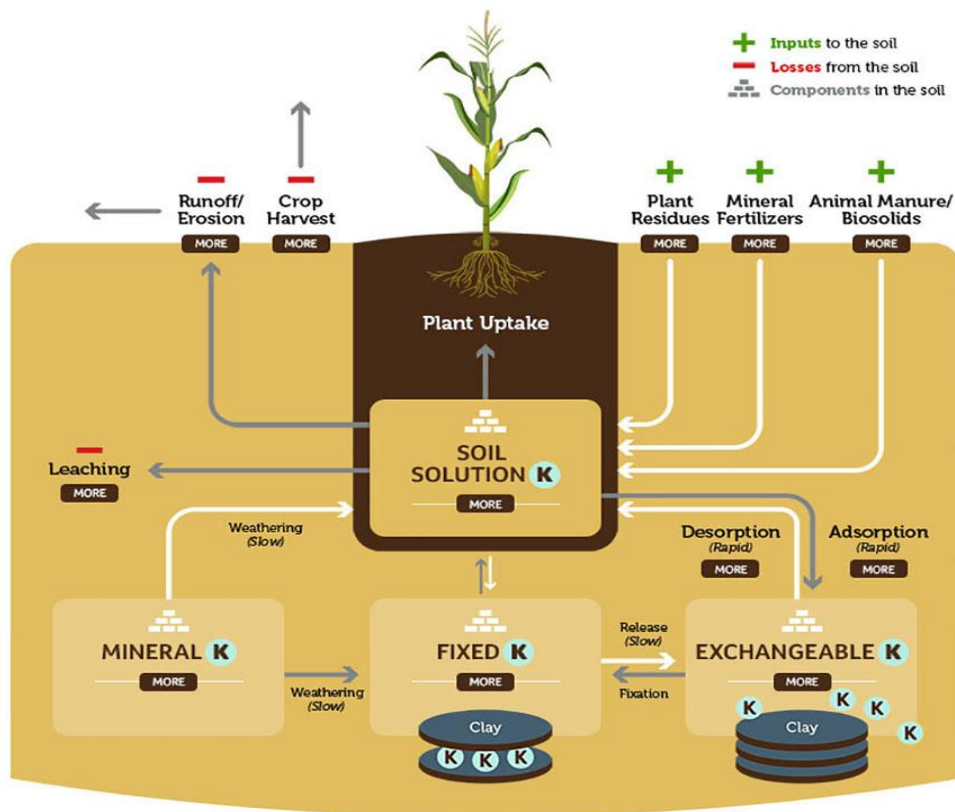 Inputs to the soil
Losses from the soil
Components in the soil
Runoff/
Erosion
MORE
Crop
Harvest
MORE
Plant
Residues
MORE
Mineral
Fertilizers
MORE
Animal Manure/
Biosolids
MORE
Plant Uptake
SOIL
SOLUTION K
MORE
Leaching
MORE
Weathering
(Slow)
Desorption
(Rapid)
MORE
Adsorption
(Rapid)
MORE
MINERAL K
MORE
Weathering
(Slow)
FIXED K
MORE
Clay
K K K
Release
(Slow)
Fixation
EXCHANGEABLE K
MORE
K
K
K
K
Clay